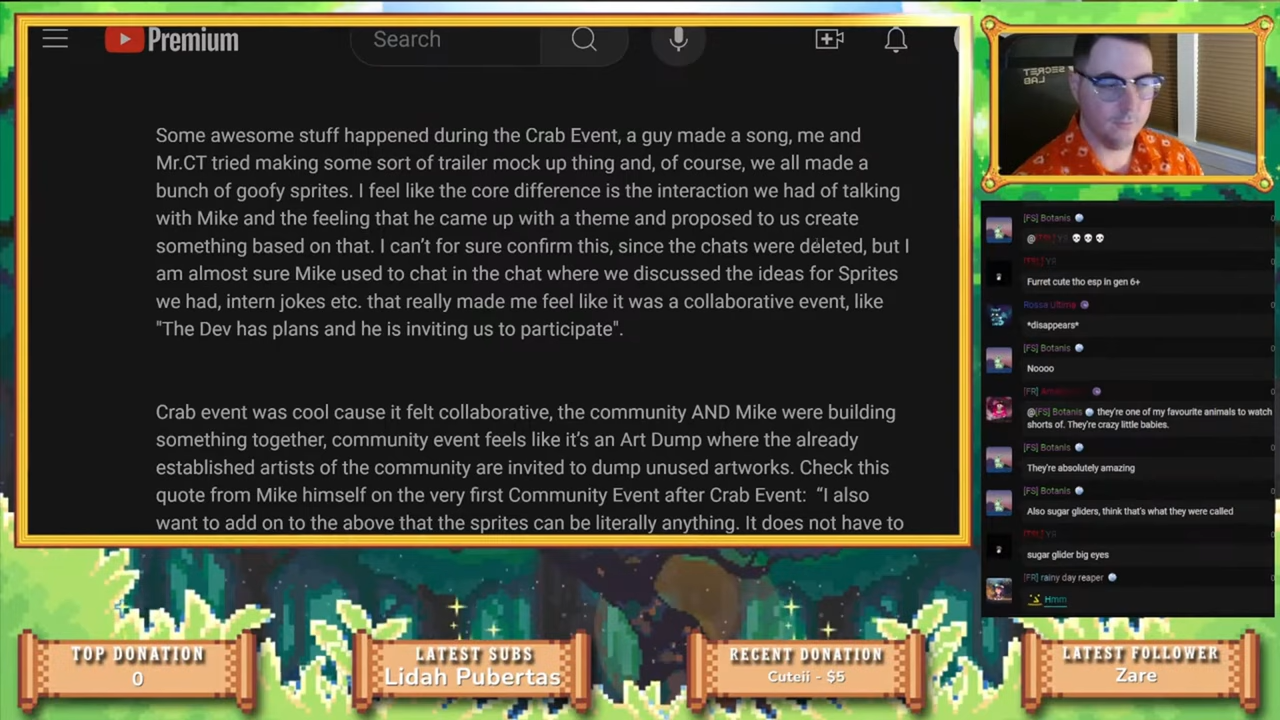 Premium
Search
SECRET
LAB
Some awesome stuff happened during the Crab Event, a guy made a song, me and
Mr.CT tried making some sort of trailer mock up thing and, of course, we all made a
bunch of goofy sprites. I feel like the core difference is the interaction we had of talking
with Mike and the feeling that he came up with a theme and proposed to us create
something based on that. I can’t for sure confirm this, since the chats were deleted, but I
am almost sure Mike used to chat in the chat where we discussed the ideas for Sprites
we had, intern jokes etc. that really made me feel like it was a collaborative event, like
"The Dev has plans and he is inviting us to participate".
Crab event was cool cause it felt collaborative, the community AND Mike were building
something together, community event feels like it’s an Art Dump where the already
established artists of the community are invited to dump unused artworks. Check this
quote from Mike himself on the very first Community Event after Crab Event: “I also
want to add on to the above that the sprites can be literally anything. It does not have to
[FS] Botanis
@
Furret cute tho esp in gen 6+
Rossa Ultima
*disappears*
[FS] Botanis
Noooo
[FR]
@[FS] Botanis they're one of my favourite animals to watch
shorts of. They're crazy little babies.
[FS] Botanis
They're absolutely amazing
[FS] Botanis
Also sugar gliders, think that's what they were called
sugar glider big eyes
[FR] rainy day reaper
Hmm
TOP DONATION
0
LATEST SUBS
Lidah Pubertas
RECENT DONATION
Cuteii - $5
LATEST FOLLOWER
Zare